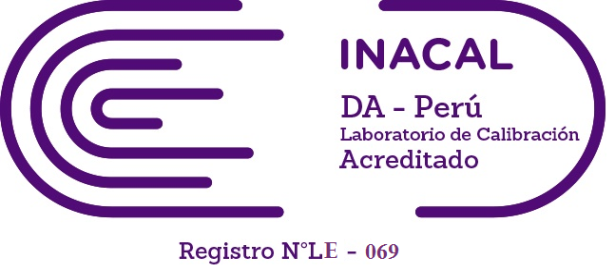 INACAL
DA - Perú
Laboratorio de Calibración
Acreditado
Registro N°LE - 069